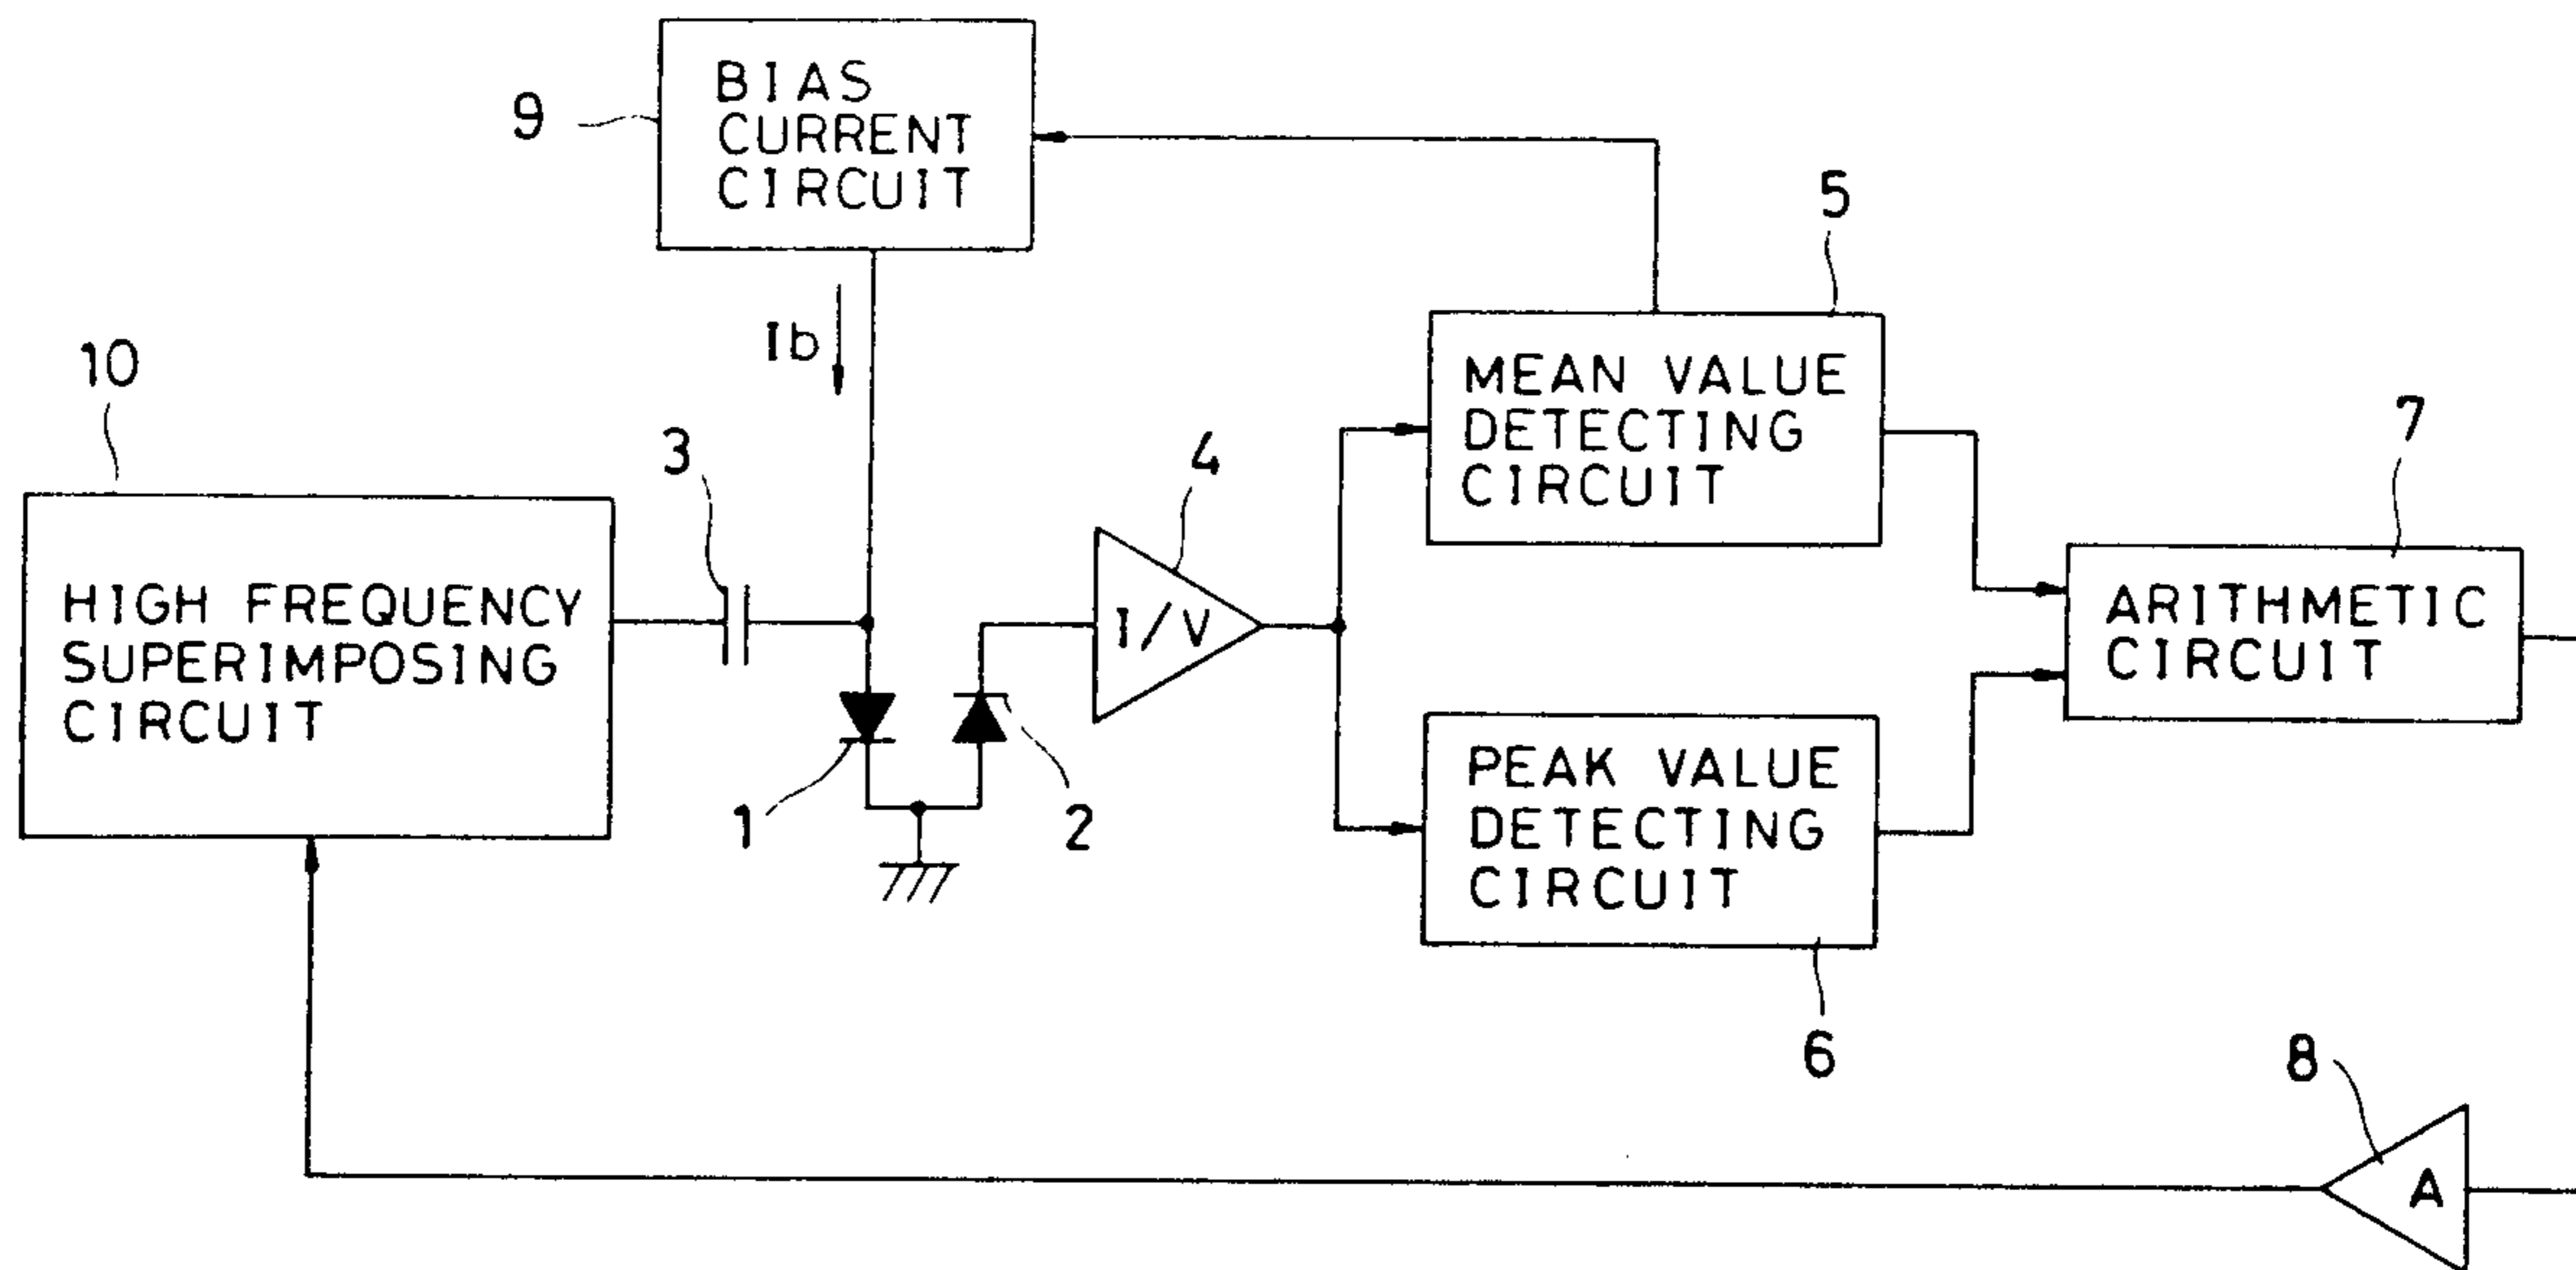 BIAS
CURRENT
CIRCUIT
9
5
Ib
MEAN VALUE
DETECTING
CIRCUIT
10
3
4
7
HIGH FREQUENCY
SUPERIMPOSING
CIRCUIT
I/V
ARITHMETIC
CIRCUIT
1
2
PEAK VALUE
DETECTING
CIRCUIT
6
8
A